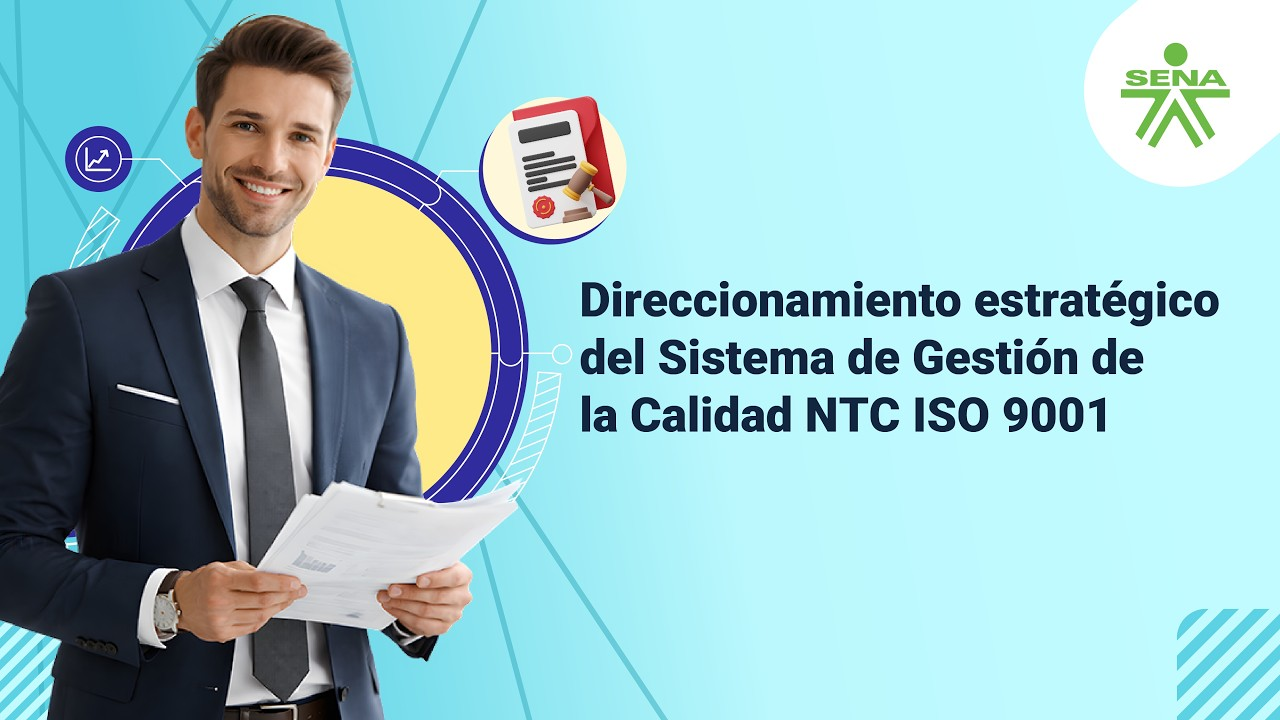 SENA
Direccionamiento estratégico
del Sistema de Gestión de
la Calidad NTC ISO 9001